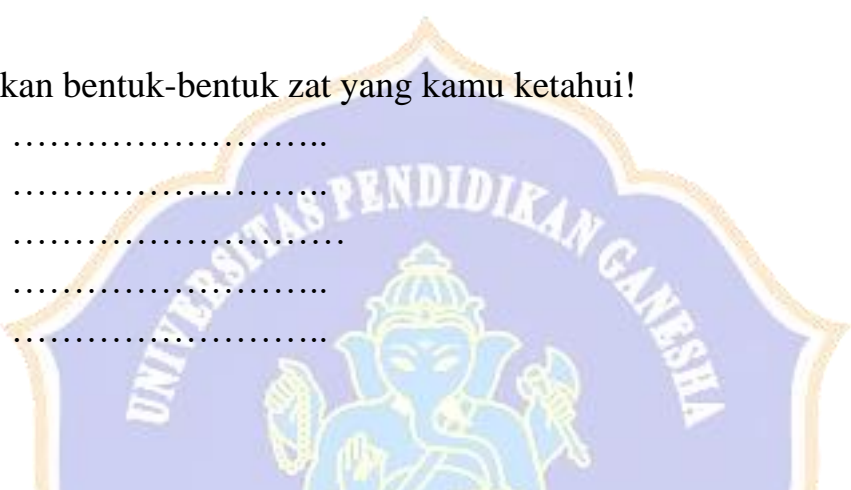 kan bentuk-bentuk zat yang kamu ketahui!
……………………..
……………………..
………………………
……………………..
……………………..
UNIVERSITAS PENDIDIKAN GANESHA